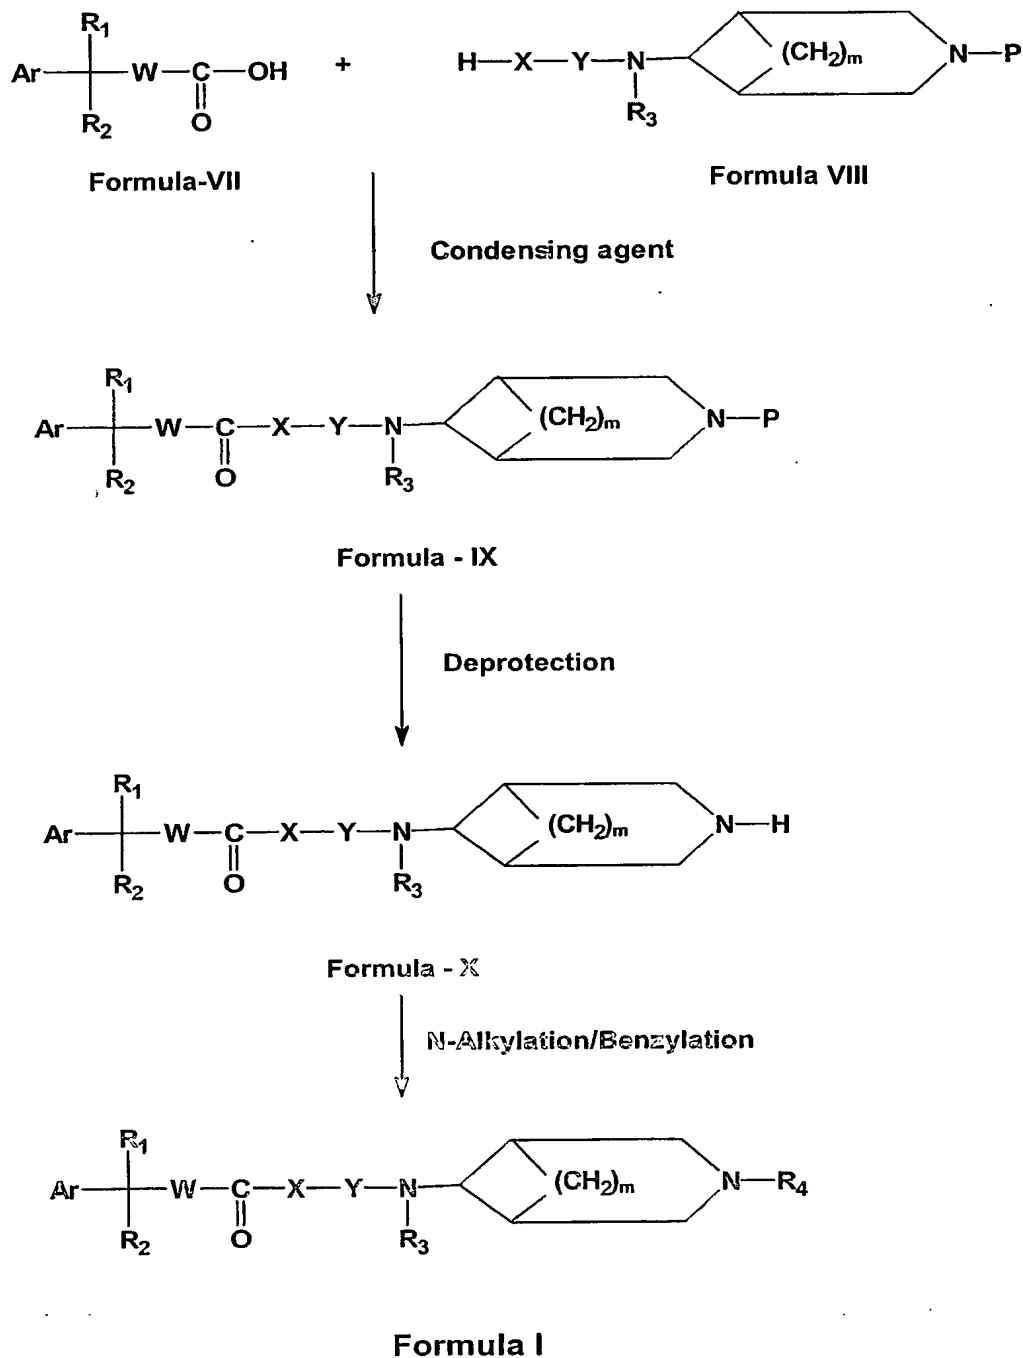 R1
Ar W C OH + H X Y N (CH2)m N P
R2 O R3
Formula-VII Formula VIII
Condensing agent
R1
Ar W C X Y N (CH2)m N P
R2 O R3
Formula - IX
Deprotection
R1
Ar W C X Y N (CH2)m N H
R2 O R3
Formula - X
N-Alkylation/Benzylation
R1
Ar W C X Y N (CH2)m N R4
R2 O R3
Formula I